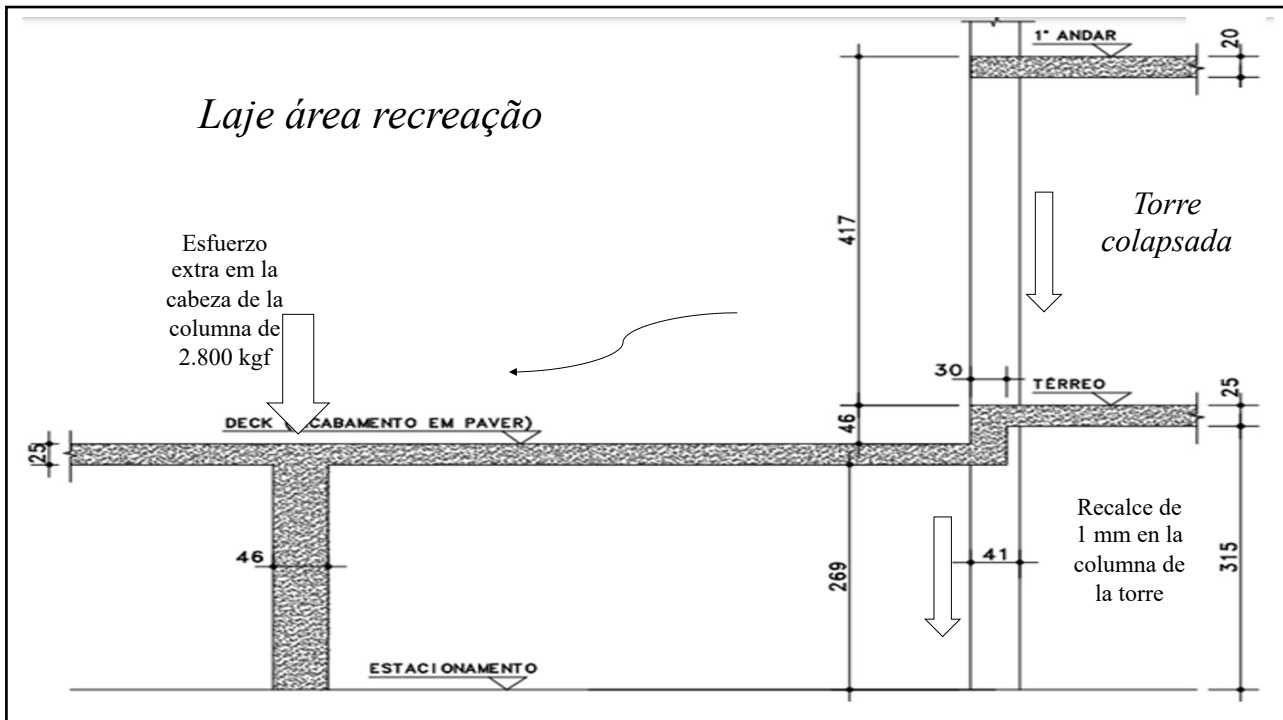 1° ANDAR
20
Laje área recreação
417
Torre
colapsada
Esfuerzo
extra em la
cabeza de la
columna de
2.800 kgf
30
TÉRREO
25
DECK ( CABAMENTO EM PAVER)
46
25
Recalce de
1 mm en la
columna de
la torre
46
269
41
315
ESTACIONAMENTO